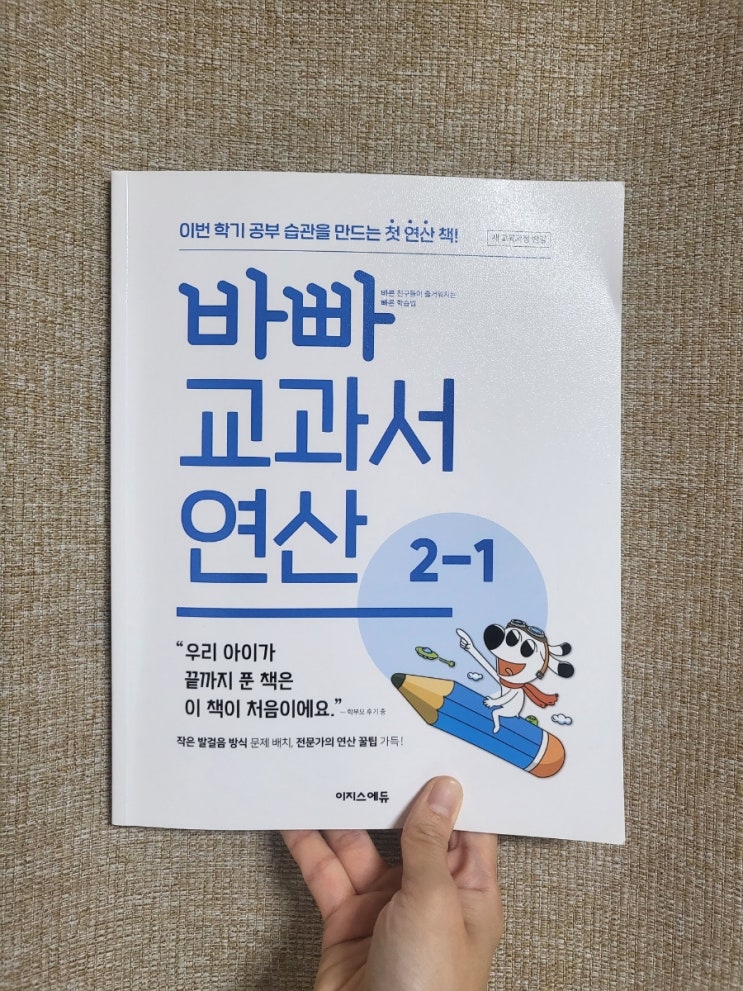 이번 학기 공부 습관을 만드는 첫 연산 책!
새 교육과정 반영
바빠
바른 친구들이 즐거워지는
빠른 학습법
교과서
연산
2-1
“우리 아이가
끝까지 푼 책은
이 책이 처음이에요.” – 학부모 후기 중
작은 발걸음 방식 문제 배치, 전문가의 연산 꿀팁 가득!
이지스에듀